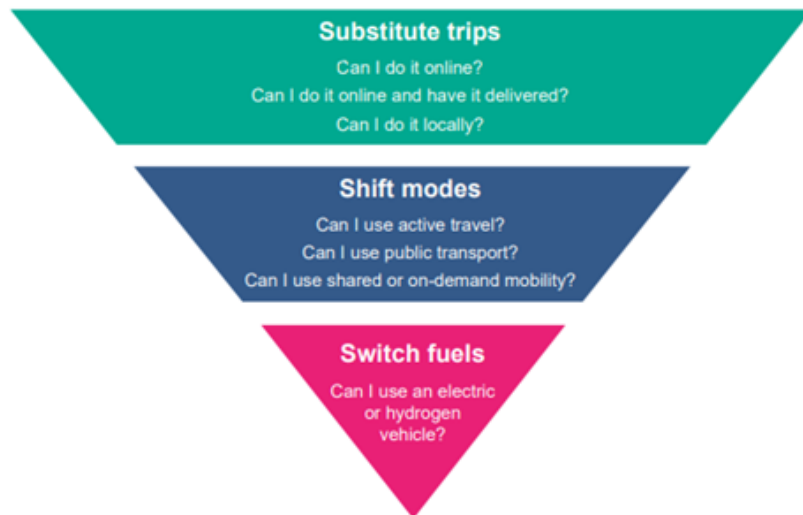 Substitute trips
Can I do it online?
Can I do it online and have it delivered?
Can I do it locally?
Shift modes
Can I use active travel?
Can I use public transport?
Can I use shared or on-demand mobility?
Switch fuels
Can I use an electric
or hydrogen
vehicle?